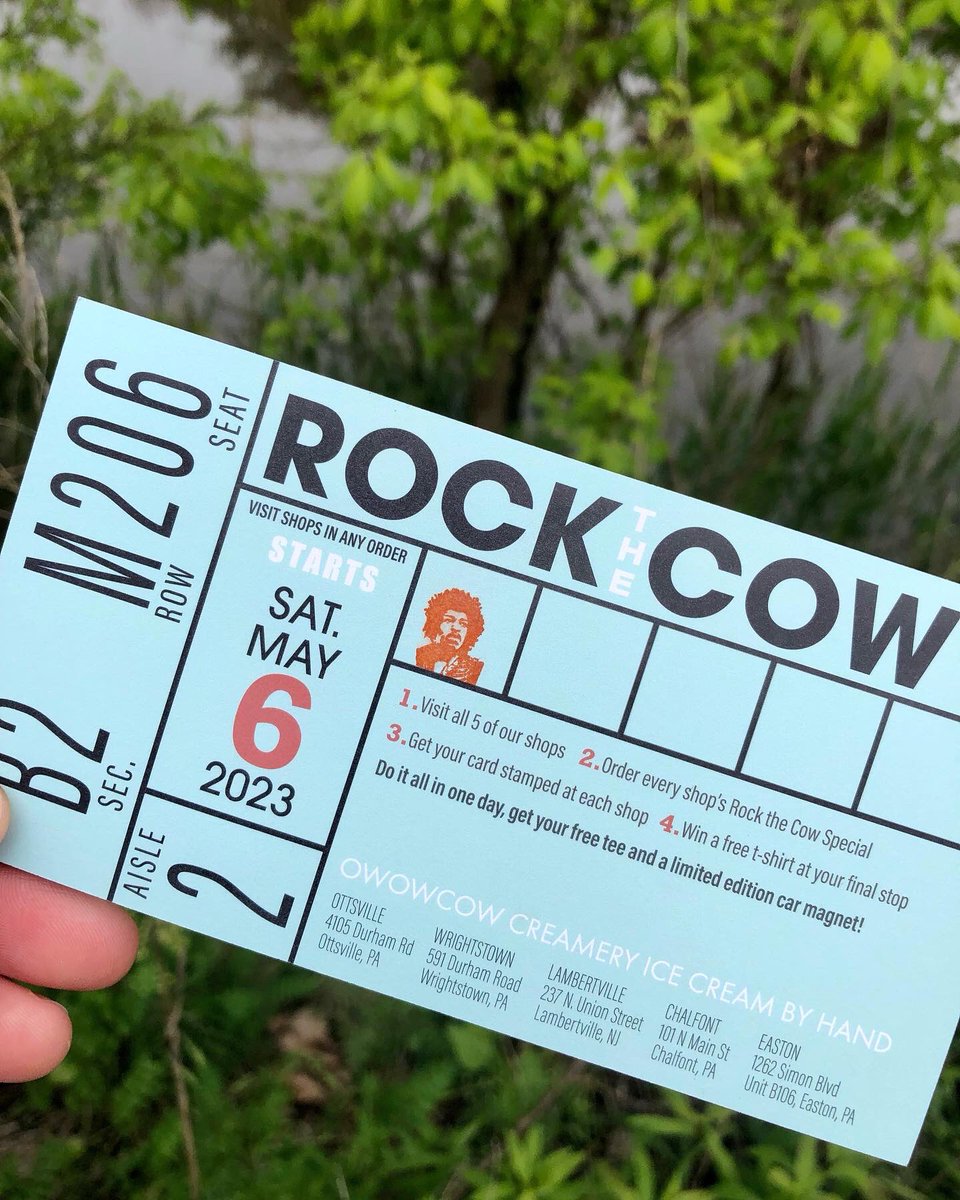 M206
SEAT
ROW
B2
SEC.
ROCK THE COW
VISIT SHOPS IN ANY ORDER
STARTS
SAT.
MAY
6
2023
AISLE
2
1. Visit all 5 of our shops 2. Order every shop's Rock the Cow Special
3. Get your card stamped at each shop 4. Win a free t-shirt at your final stop
Do it all in one day, get your free tee and a limited edition car magnet!
OWOWCOW CREAMERY ICE CREAM BY HAND
OTTSVILLE
4105 Durham Rd
Ottsville, PA
WRIGHTSTOWN
591 Durham Road
Wrightstown, PA
LAMBERTVILLE
237 N. Union Street
Lambertville, NJ
CHALFONT
101 N Main St
Chalfont, PA
EASTON
1262 Simon Blvd
Unit B106, Easton, PA